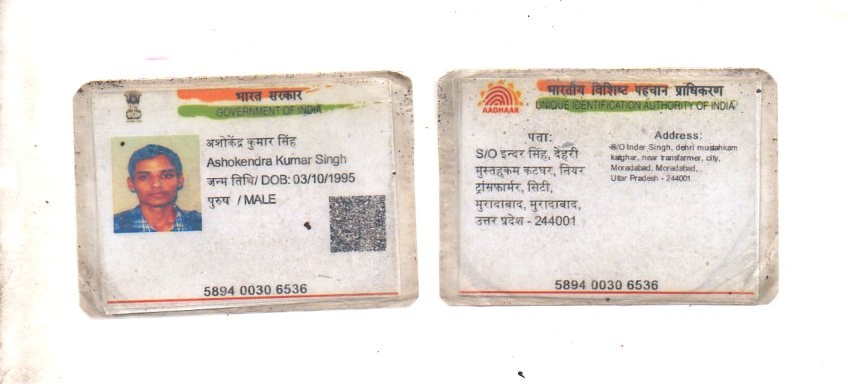 भारत सरकार
GOVERNMENT OF INDIA
अशोकेंद्र कुमार सिंह
Ashokendra Kumar Singh
जन्म तिथि/ DOB: 03/10/1995
पुरुष / MALE
5894 0030 6536
भारतीय विशिष्ट पहचान प्राधिकरण
UNIQUE IDENTIFICATION AUTHORITY OF INDIA
AADHAAR
पता:
S/O इन्दर सिंह, देहरी
मुस्तहकम कटघर, नियर
ट्रांसफार्मर, सिटी,
मुरादाबाद, मुरादाबाद,
उत्तर प्रदेश - 244001
Address:
S/O Inder Singh, dehri mustahkam
katghar, near transfarmer, city,
Moradabad, Moradabad,
Uttar Pradesh - 244001
5894 0030 6536